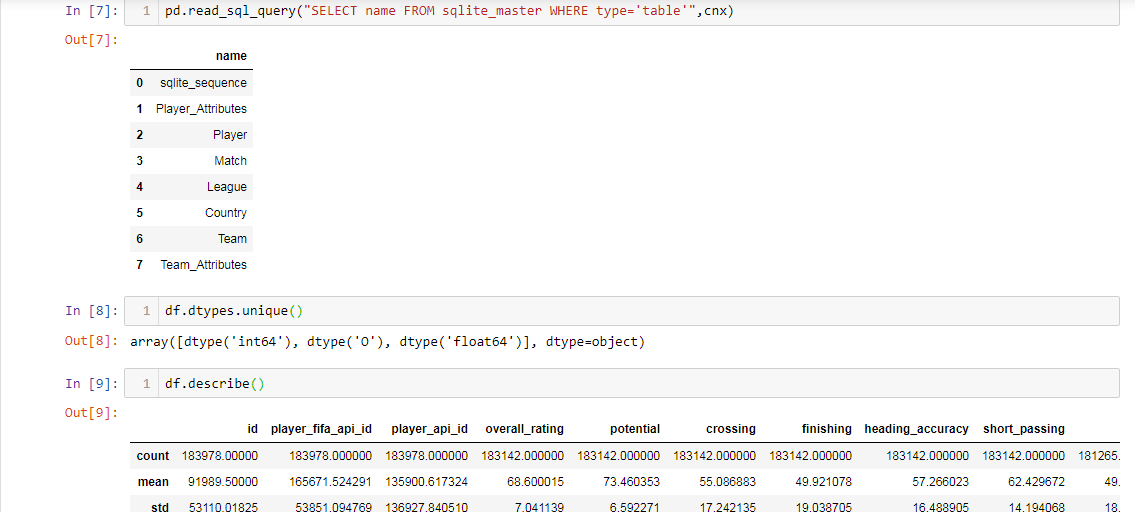 In [7]: 1 pd.read_sql_query("SELECT name FROM sqlite_master WHERE type='table'",cnx)
Out[7]:
name
0 sqlite_sequence
1 Player_Attributes
2 Player
3 Match
4 League
5 Country
6 Team
7 Team_Attributes
In [8]: 1 df.dtypes.unique()
Out[8]: array([dtype('int64'), dtype('O'), dtype('float64')], dtype=object)
In [9]: 1 df.describe()
Out[9]:
id player_fifa_api_id player_api_id overall_rating potential crossing finishing heading_accuracy short_passing
count 183978.00000 183978.000000 183978.000000 183142.000000 183142.000000 183142.000000 183142.000000 183142.000000 183142.000000 181265.
mean 91989.50000 165671.524291 135900.617324 68.600015 73.460353 55.086883 49.921078 57.266023 62.429672 49.
std 53110.01825 53851.094769 136927.840510 7.041139 6.592271 17.242135 19.038705 16.488905 14.194068 18.